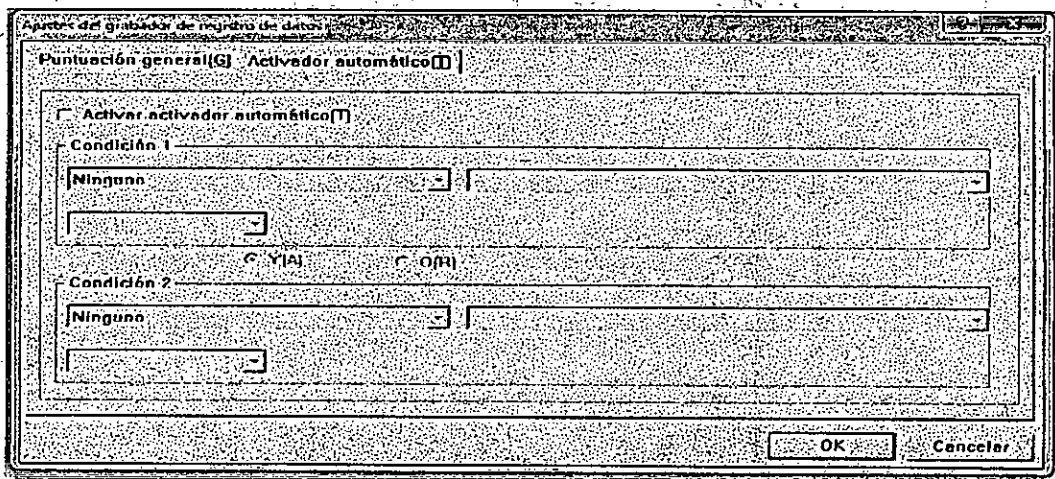 Ajustes del grabador de registro de datos
Puntuación general(G) Activador automático(T)
Activar activador automático(T)
Condición 1
Ninguno
Y(A) O(R)
Condición 2
Ninguno
OK Cancelar